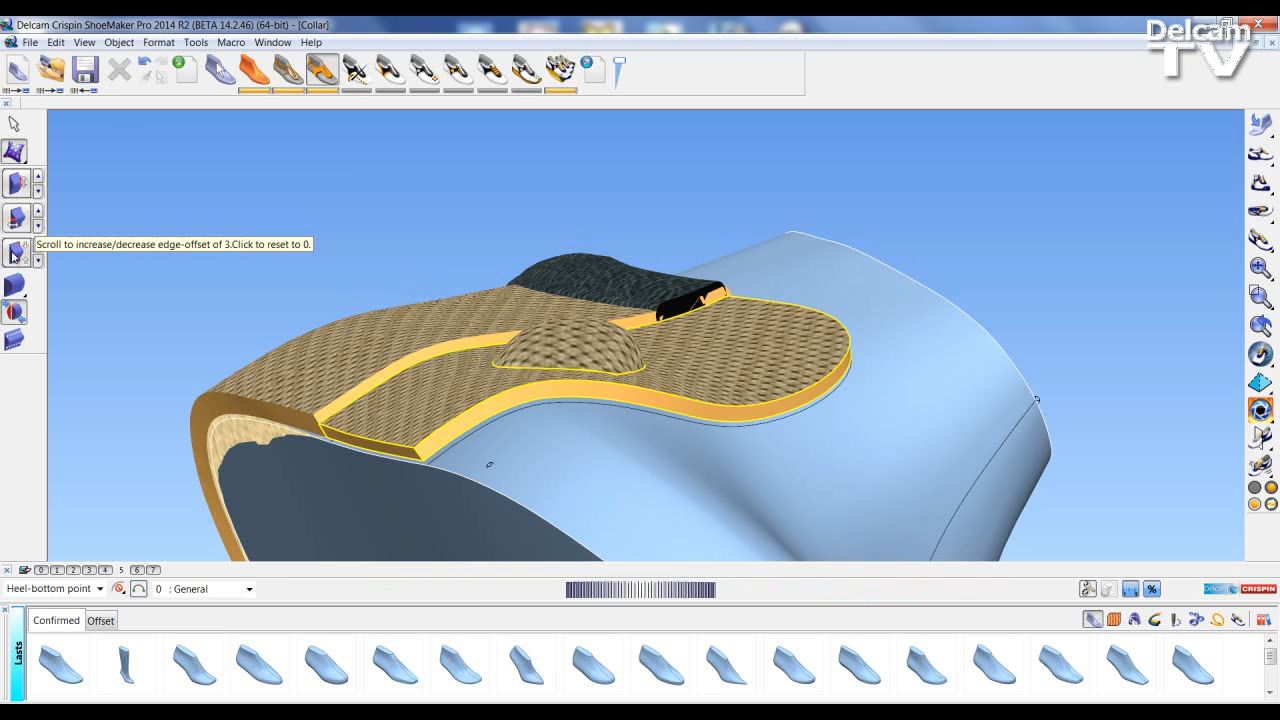 Delcam Crispin ShoeMaker Pro 2014 R2 (BETA 14.2.46) (64-bit) - [Collar]
File Edit View Object Format Tools Macro Window Help
Delcam
TV
Scroll to increase/decrease edge-offset of 3.Click to reset to 0.
0 1 2 3 4 5 6 7
Heel-bottom point
0 : General
%
Delcam
CRISPIN
Confirmed Offset
Lasts